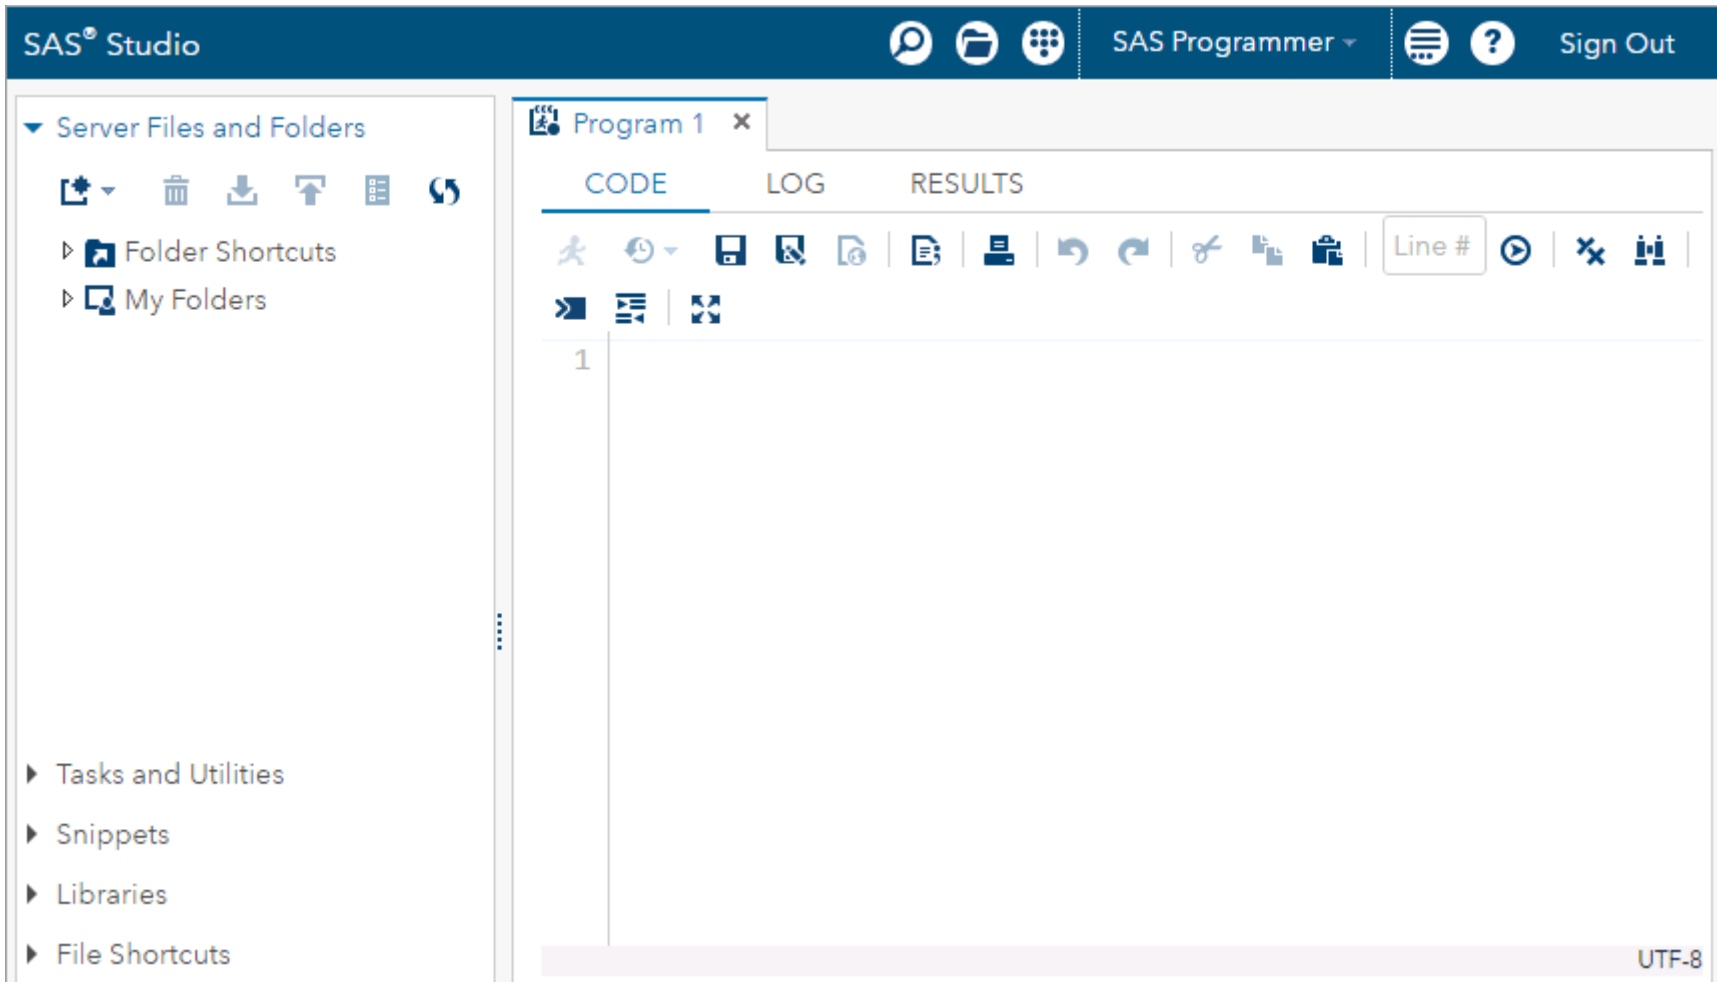 SAS® Studio
SAS Programmer
Sign Out
Server Files and Folders
Folder Shortcuts
My Folders
Tasks and Utilities
Snippets
Libraries
File Shortcuts
Program 1
CODE LOG RESULTS
Line #
1
UTF-8